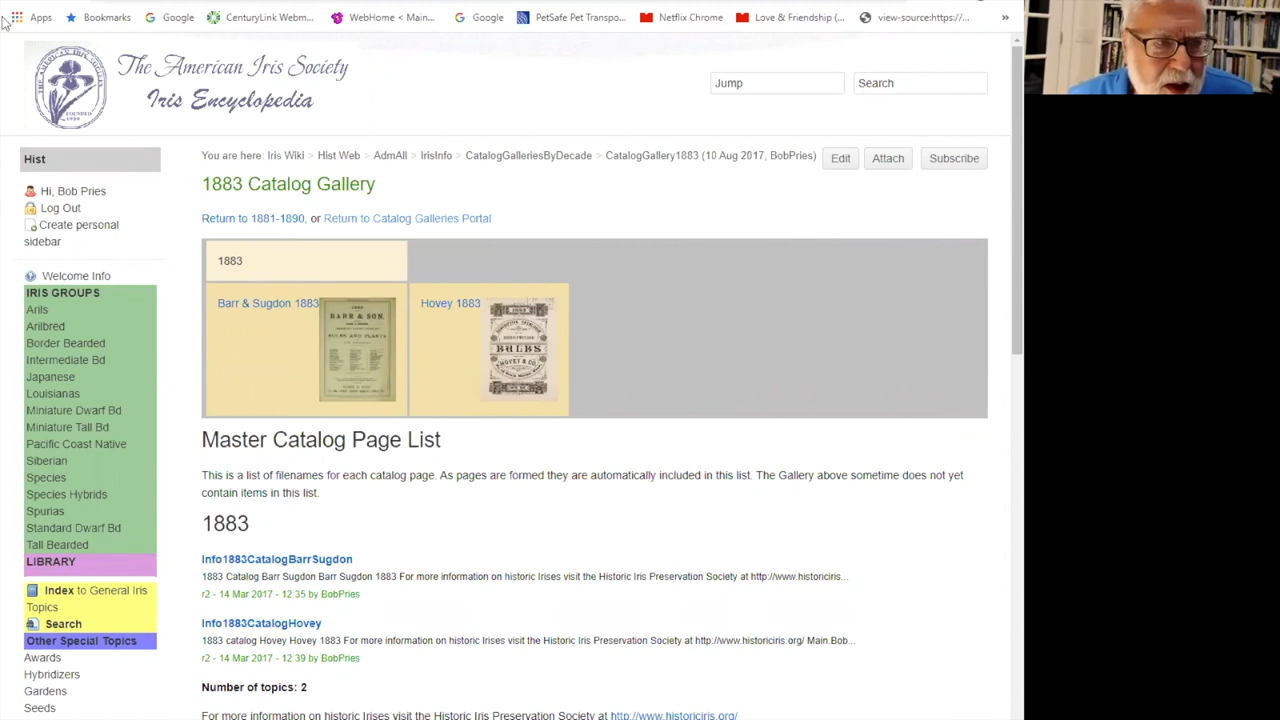 Apps Bookmarks Google CenturyLink Webm... WebHome < Main... Google PetSafe Pet Transpo... Netflix Chrome Love & Friendship (... view-source:https://... »
The American Iris Society
Iris Encyclopedia
Jump Search
Hist
You are here: Iris Wiki > Hist Web > AdmAll > IrisInfo > CatalogGalleriesByDecade > CatalogGallery1883 (10 Aug 2017, BobPries) Edit Attach Subscribe
1883 Catalog Gallery
Hi, Bob Pries
Log Out
Create personal
sidebar
Return to 1881-1890, or Return to Catalog Galleries Portal
1883
Welcome Info
IRIS GROUPS
Arils
Arilbred
Border Bearded
Intermediate Bd
Japanese
Louisianas
Miniature Dwarf Bd
Miniature Tall Bd
Pacific Coast Native
Siberian
Species
Species Hybrids
Spurias
Standard Dwarf Bd
Tall Bearded
LIBRARY
Index to General Iris
Topics
Search
Other Special Topics
Awards
Hybridizers
Gardens
Seeds
Barr & Sugdon 1883
BARR & SON.
Hovey 1883
BULBS
HOVEY & CO.
Master Catalog Page List
This is a list of filenames for each catalog page. As pages are formed they are automatically included in this list. The Gallery above sometime does not yet
contain items in this list.
1883
Info1883CatalogBarrSugdon
1883 Catalog Barr Sugdon Barr Sugdon 1883 For more information on historic Irises visit the Historic Iris Preservation Society at http://www.historiciris...
r2 - 14 Mar 2017 - 12:35 by BobPries
Info1883CatalogHovey
1883 catalog Hovey Hovey 1883 For more information on historic Irises visit the Historic Iris Preservation Society at http://www.historiciris.org/ Main.Bob...
r2 - 14 Mar 2017 - 12:39 by BobPries
Number of topics: 2
For more information on historic Irises visit the Historic Iris Preservation Society at http://www.historiciris.org/